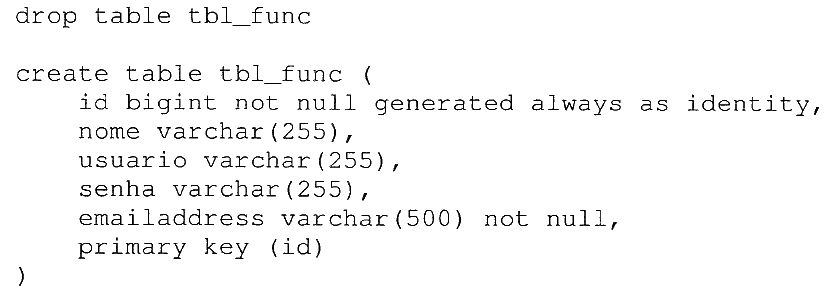 drop table tbl_func
create table tbl_func (
id bigint not null generated always as identity,
nome varchar(255),
usuario varchar(255),
senha varchar(255),
emailaddress varchar(500) not null,
primary key (id)
)